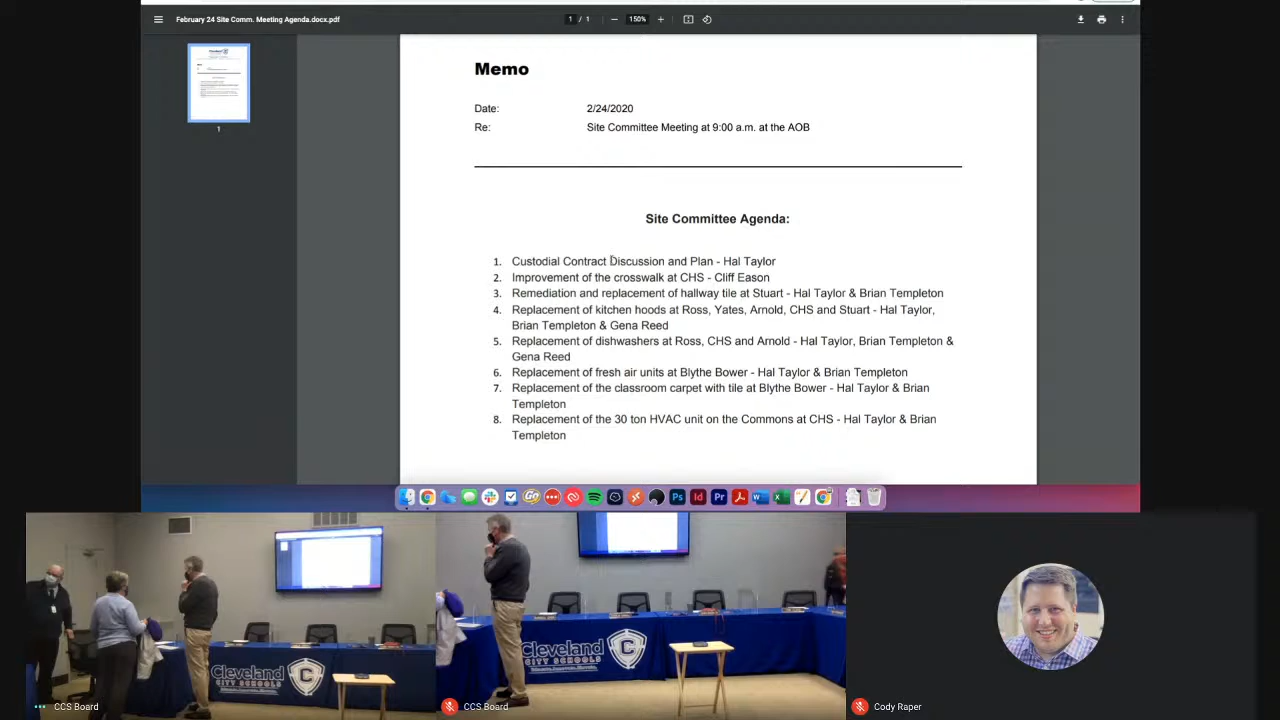 February 24 Site Comm. Meeting Agenda.docx.pdf
1 / 1
150%
Memo
Date: 2/24/2020
Re: Site Committee Meeting at 9:00 a.m. at the AOB
1
Site Committee Agenda:
1. Custodial Contract Discussion and Plan - Hal Taylor
2. Improvement of the crosswalk at CHS - Cliff Eason
3. Remediation and replacement of hallway tile at Stuart - Hal Taylor & Brian Templeton
4. Replacement of kitchen hoods at Ross, Yates, Arnold, CHS and Stuart - Hal Taylor,
Brian Templeton & Gena Reed
5. Replacement of dishwashers at Ross, CHS and Arnold - Hal Taylor, Brian Templeton &
Gena Reed
6. Replacement of fresh air units at Blythe Bower - Hal Taylor & Brian Templeton
7. Replacement of the classroom carpet with tile at Blythe Bower - Hal Taylor & Brian
Templeton
8. Replacement of the 30 ton HVAC unit on the Commons at CHS - Hal Taylor & Brian
Templeton
Ps
Id
Pr
Cleveland
CITY SCHOOLS
C
Cleveland
CITY SCHOOLS
C
CCS Board
CCS Board
Cody Raper